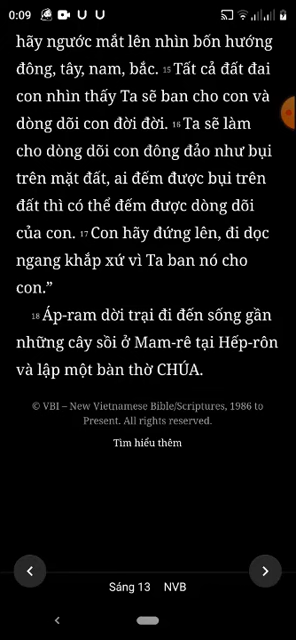 0:09
hãy ngước mắt lên nhìn bốn hướng
đông, tây, nam, bắc. 15 Tất cả đất đai
con nhìn thấy Ta sẽ ban cho con và
dòng dõi con đời đời. 16 Ta sẽ làm
cho dòng dõi con đông đảo như bụi
trên mặt đất, ai đếm được bụi trên
đất thì có thể đếm được dòng dõi
của con. 17 Con hãy đứng lên, đi dọc
ngang khắp xứ vì Ta ban nó cho
con.”
18 Áp-ram dời trại đi đến sống gần
những cây sồi ở Mam-rê tại Hếp-rôn
và lập một bàn thờ CHÚA.
© VBI – New Vietnamese Bible/Scriptures, 1986 to
Present. All rights reserved.
Tìm hiểu thêm
Sáng 13 NVB